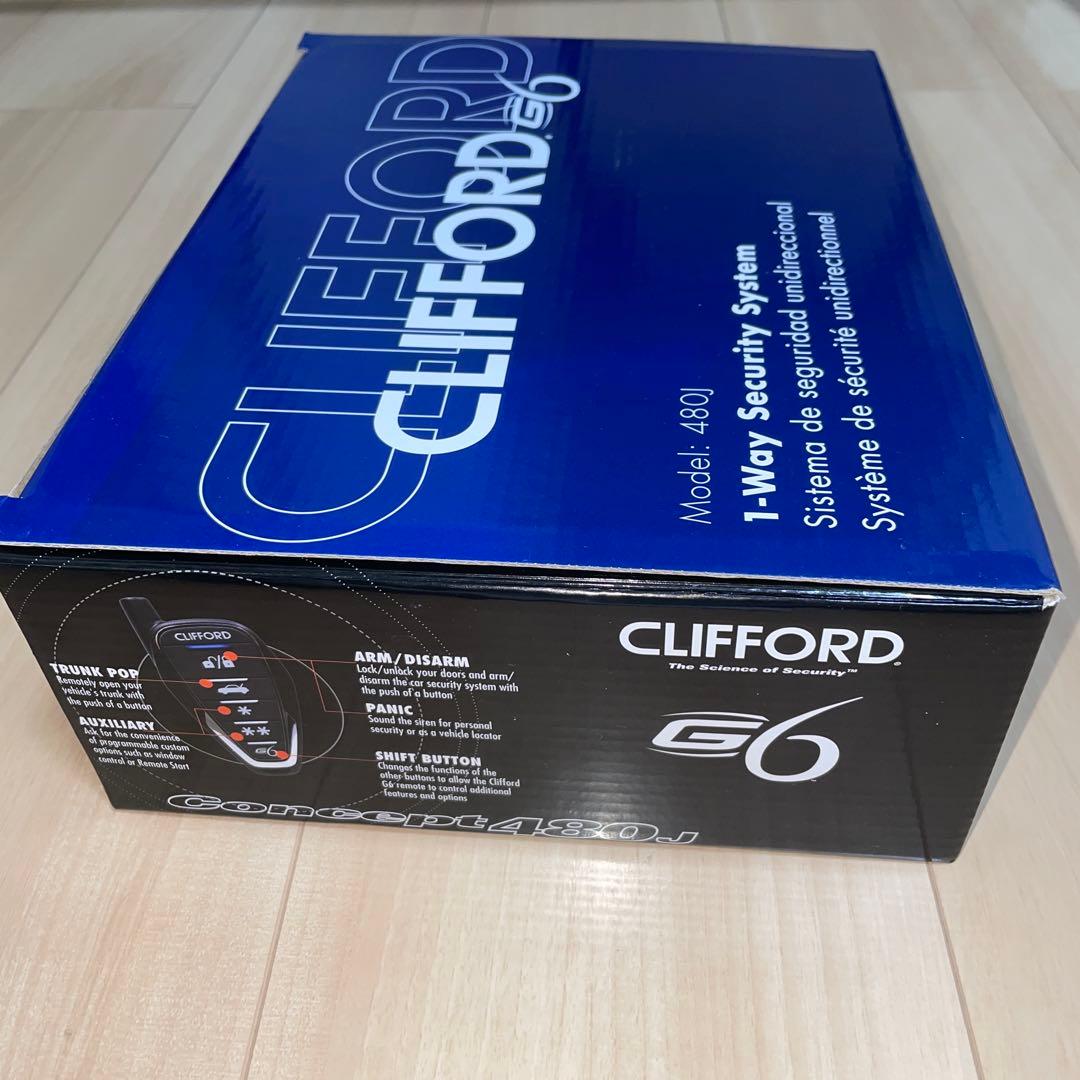 CLIFFORD
CLIFFORD. G6
Model: 480J
1-Way Security System
Sistema de seguridad unidireccional
Système de sécurité unidirectionnel
CLIFFORD
TRUNK POP
Remotely open your
vehicle's trunk with
the push of a button
AUXILIARY
Ask for the convenience
of programmable custom
options such as window
control or Remote Start
*
**
G6
ARM/DISARM
Lock/unlock your doors and arm/
disarm the car security system with
the push of a button
PANIC
Sound the siren for personal
security or as a vehicle locator
SHIFT BUTTON
Changes the functions of the
other buttons to allow the Clifford
G6 remote to control additional
features and options
CLIFFORD®
The Science of Security™
G6
Concept 480J